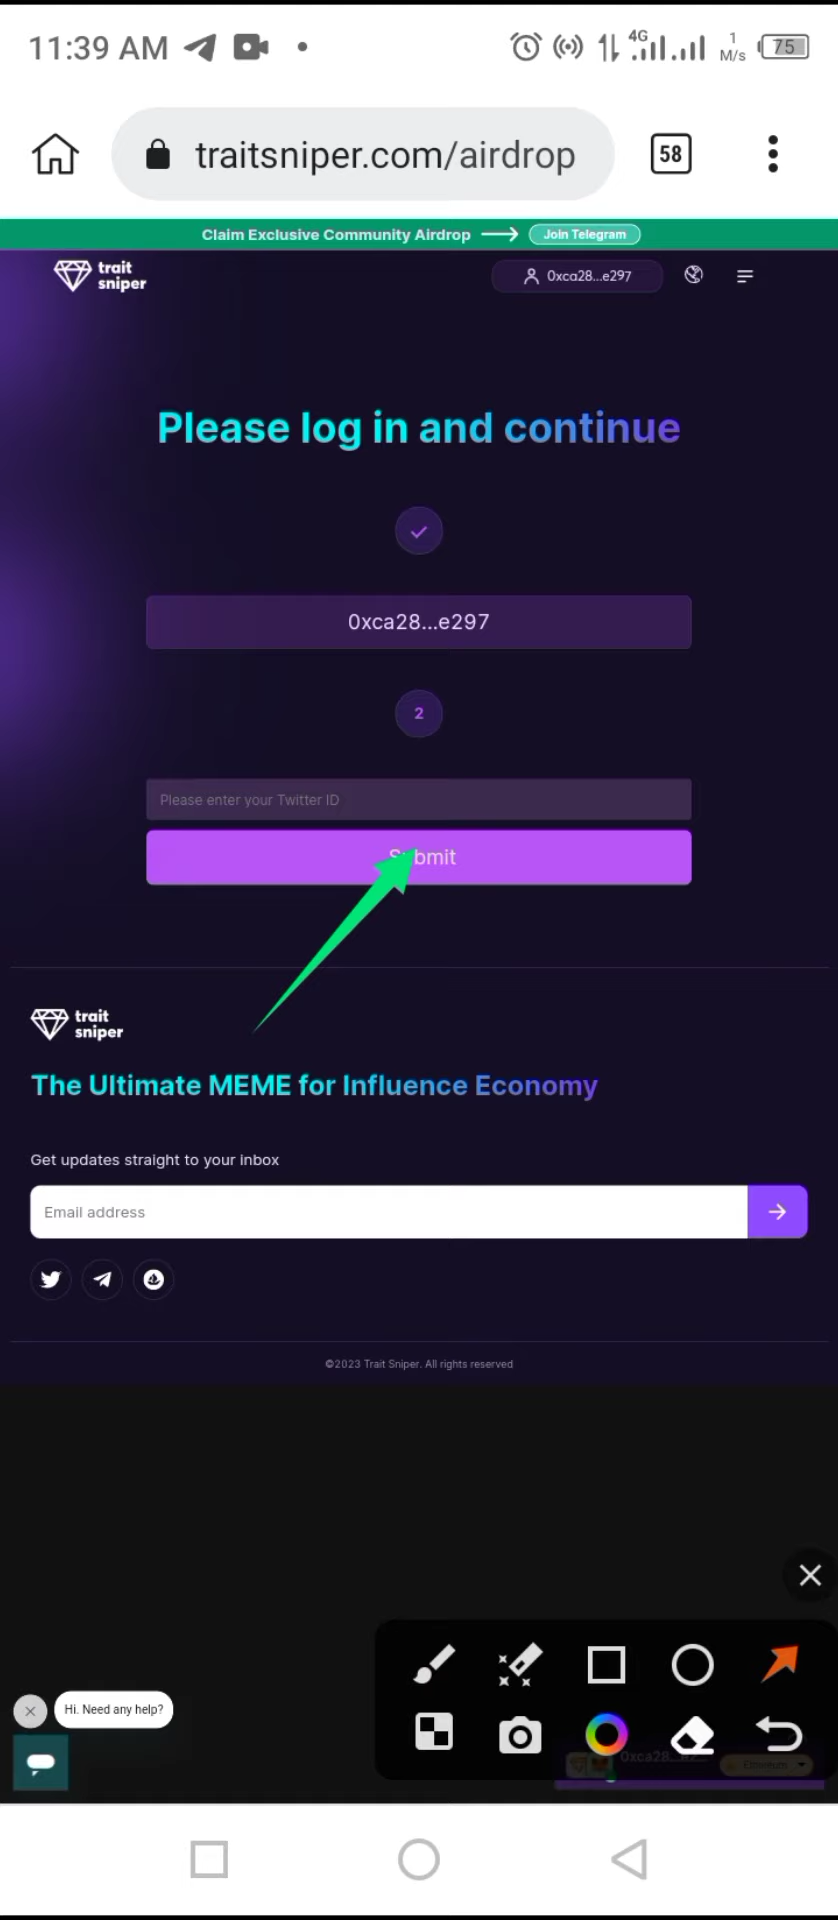 11:39 AM
4G
1
M/s
75
traitsniper.com/airdrop
58
Claim Exclusive Community Airdrop
Join Telegram
trait
sniper
0xca28...e297
Please log in and continue
0xca28...e297
2
Please enter your Twitter ID
Submit
trait
sniper
The Ultimate MEME for Influence Economy
Get updates straight to your inbox
Email address
©2023 Trait Sniper. All rights reserved
Hi. Need any help?